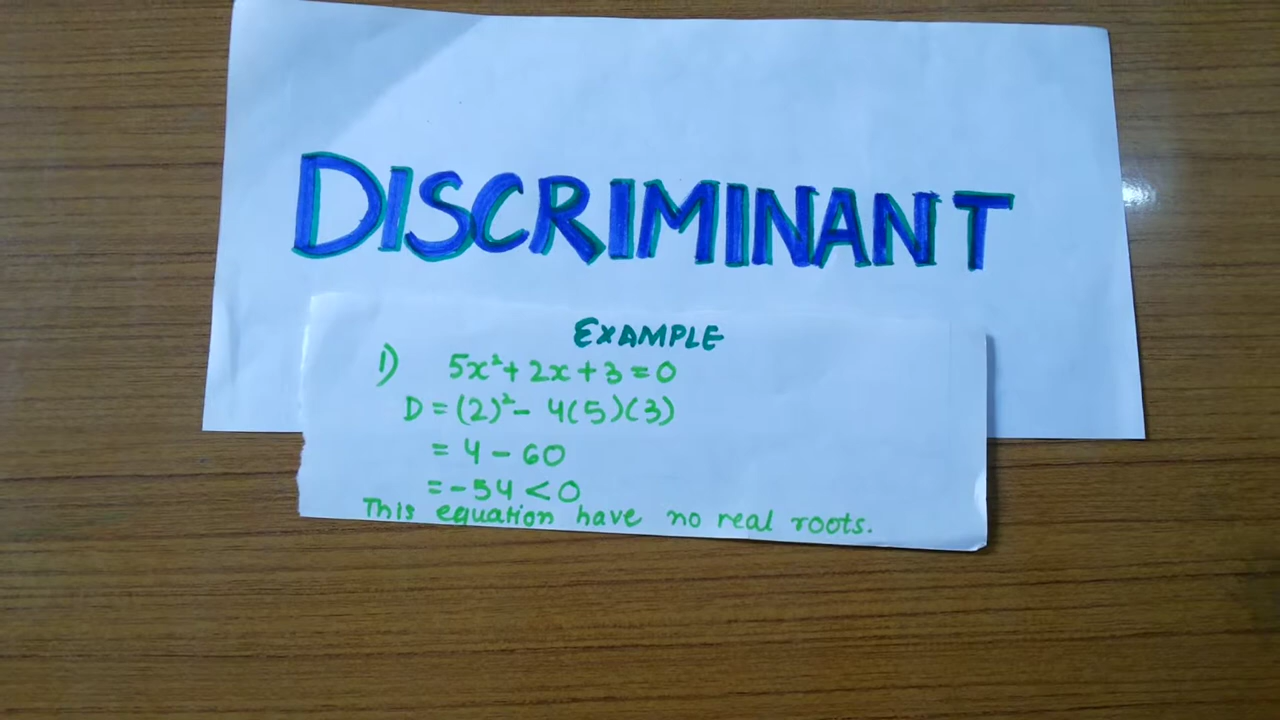 DISCRIMINANT
EXAMPLE
1) 5x²+2x+3=0
D=(2)²-4(5)(3)
=4-60
=-54<0
This equation have no real roots.